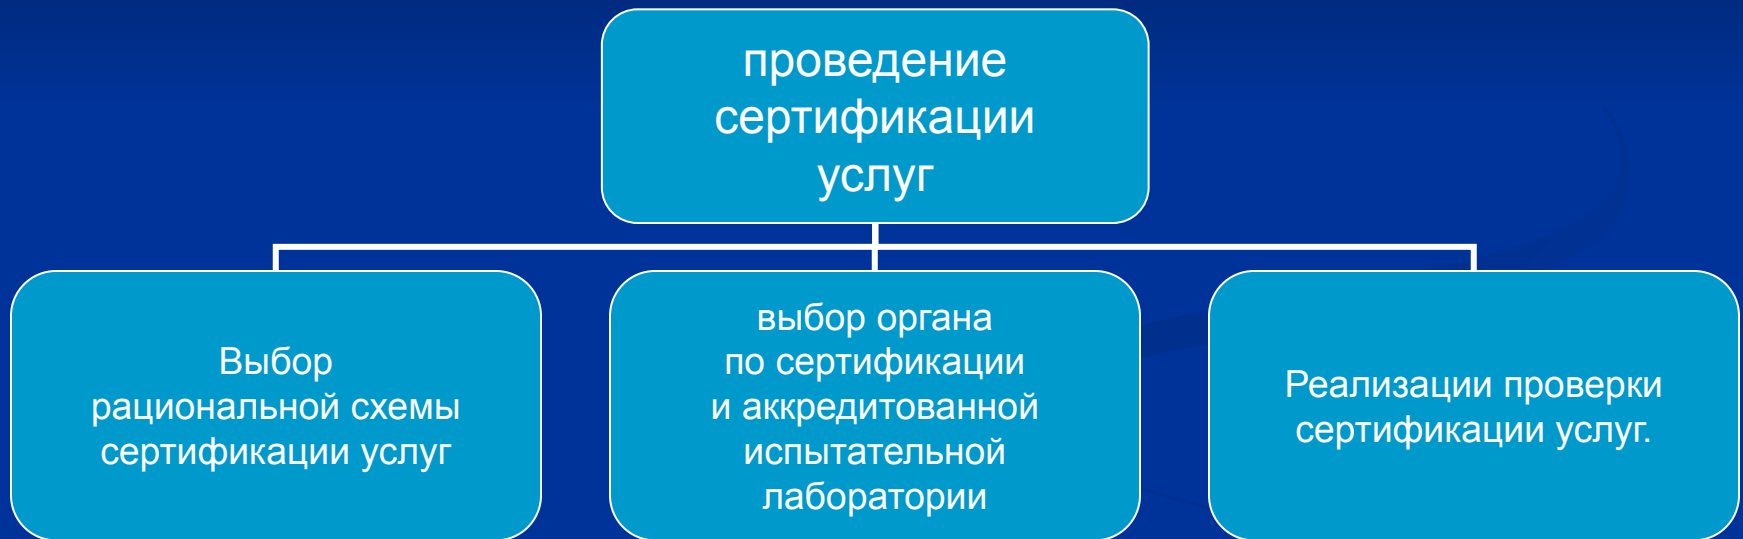 проведение
сертификации
услуг
Выбор
рациональной схемы
сертификации услуг
выбор органа
по сертификации
и аккредитованной
испытательной
лаборатории
Реализации проверки
сертификации услуг.